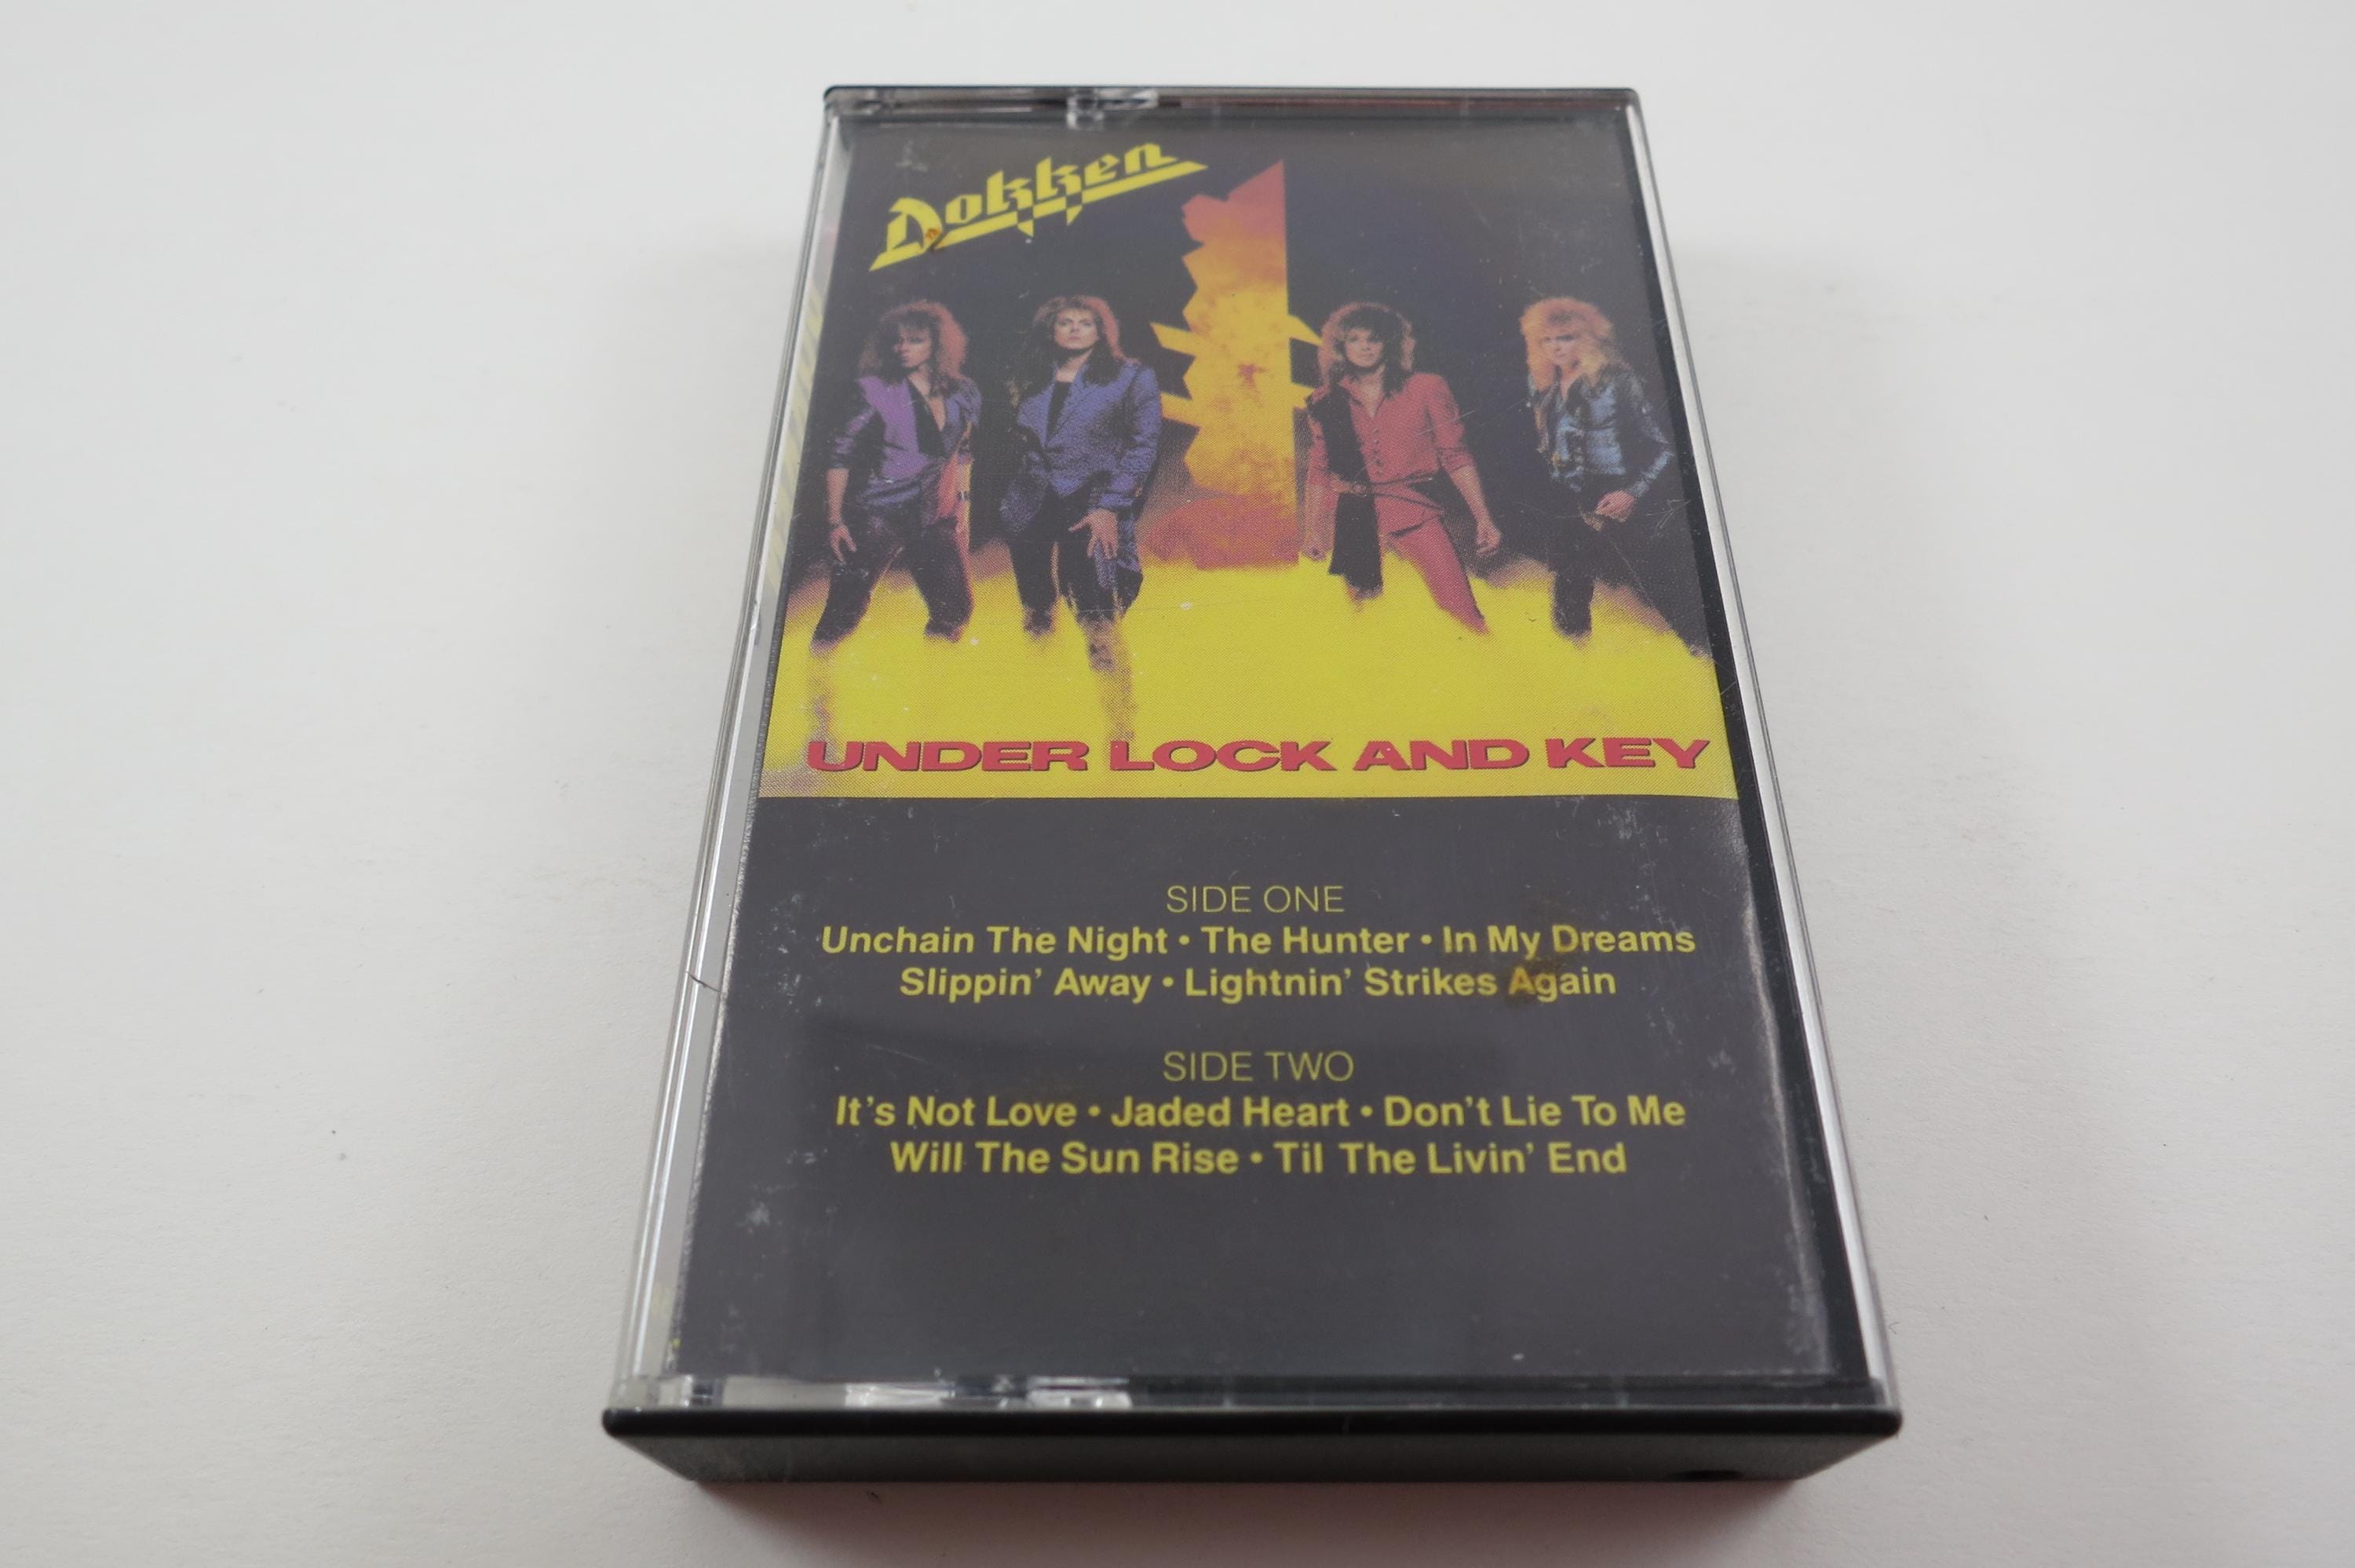 Dokken
UNDER LOCK AND KEY
SIDE ONE
Unchain The Night • The Hunter • In My Dreams
Slippin' Away • Lightnin' Strikes Again
SIDE TWO
It's Not Love • Jaded Heart • Don't Lie To Me
Will The Sun Rise • Til The Livin' End